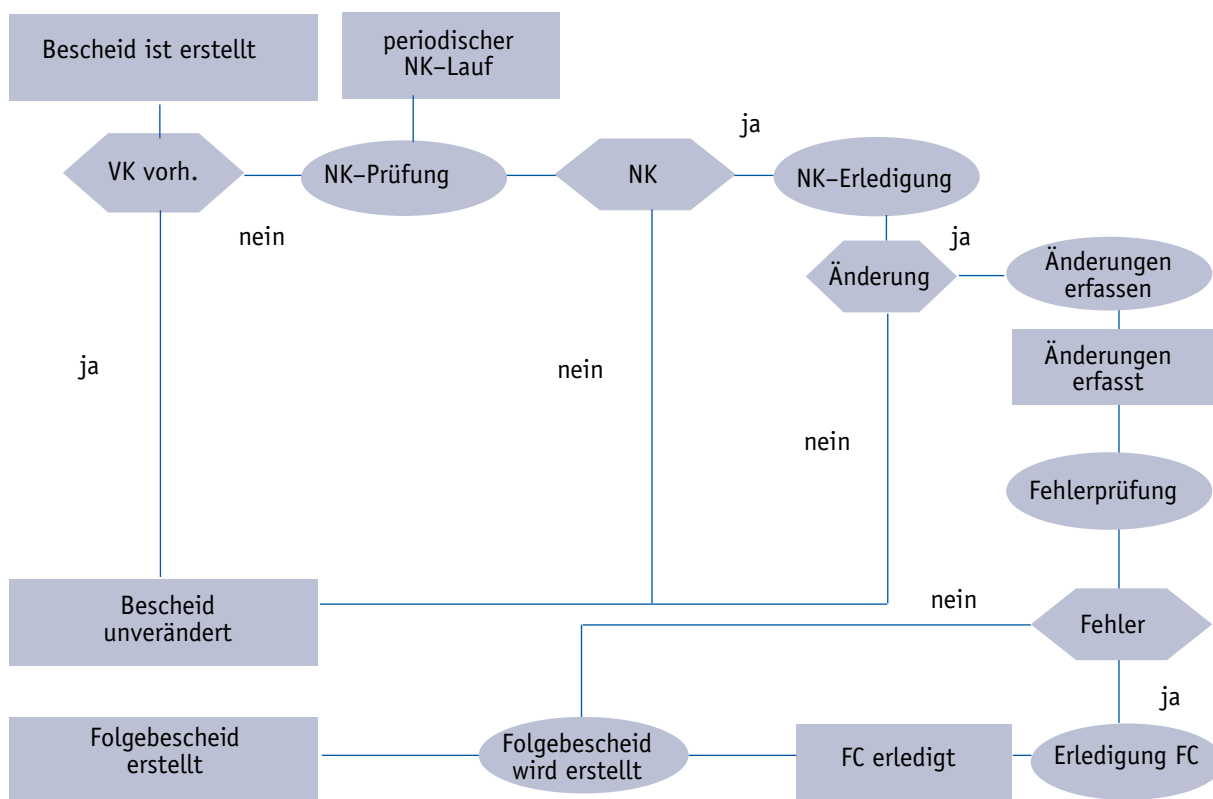 Bescheid ist erstellt
periodischer
NK–Lauf
VK vorh.
nein
NK–Prüfung
NK
ja
NK–Erledigung
Änderung
ja
Änderungen
erfassen
Änderungen
erfasst
ja
nein
nein
Fehlerprüfung
Bescheid
unverändert
nein
Fehler
ja
Folgebescheid
erstellt
Folgebescheid
wird erstellt
FC erledigt
Erledigung FC